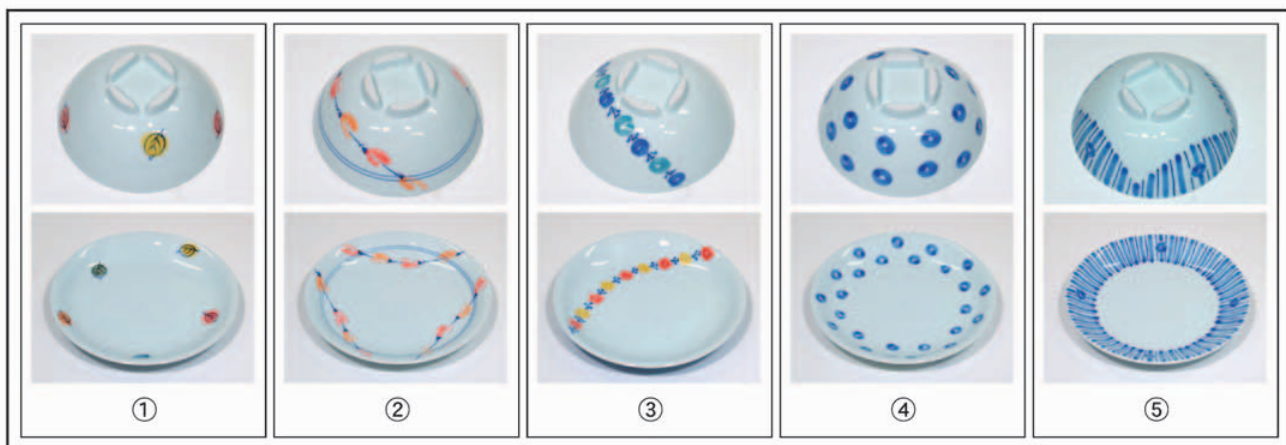 ① ② ③ ④ ⑤